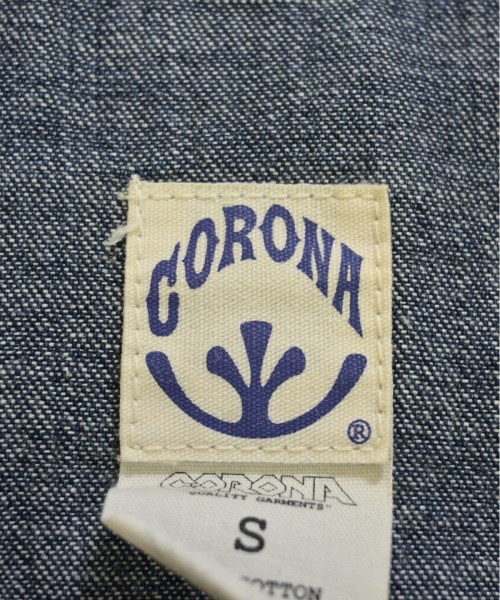 CORONA
®
CORONA
"QUALITY GARMENTS"
S
COTTON